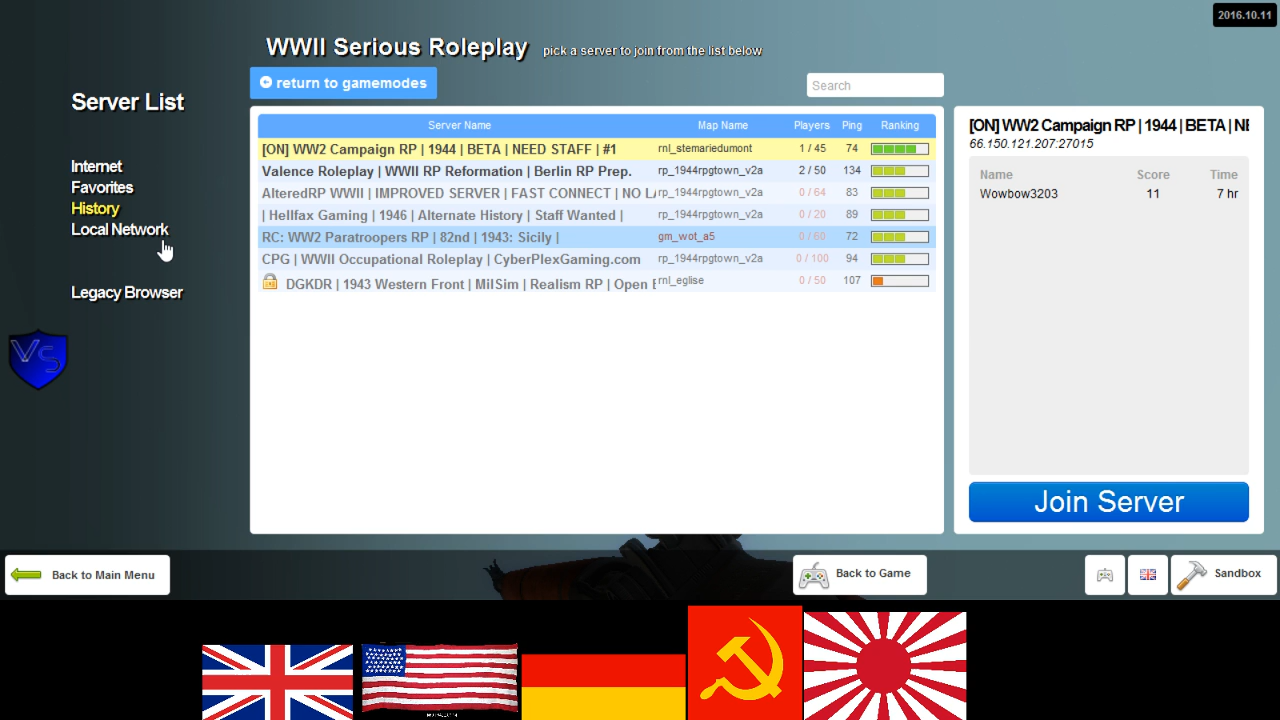 2016.10.11
WWII Serious Roleplay pick a server to join from the list below
return to gamemodes
Search
Server List
Internet
Favorites
History
Local Network
Legacy Browser
VS
Server Name Map Name Players Ping Ranking
[ON] WW2 Campaign RP | 1944 | BETA | NEED STAFF | #1 rnl_stemariedumont 1 / 45 74
Valence Roleplay | WWII RP Reformation | Berlin RP Prep. rp_1944rpgtown_v2a 2 / 50 134
AlteredRP WWII | IMPROVED SERVER | FAST CONNECT | NO L rp_1944rpgtown_v2a 0 / 64 83
| Hellfax Gaming | 1946 | Alternate History | Staff Wanted | rp_1944rpgtown_v2a 0 / 20 89
RC: WW2 Paratroopers RP | 82nd | 1943: Sicily | gm_wot_a5 0 / 60 72
CPG | WWII Occupational Roleplay | CyberPlexGaming.com rp_1944rpgtown_v2a 0 / 100 94
DGKDR | 1943 Western Front | MilSim | Realism RP | Open rnl_eglise 0 / 50 107
[ON] WW2 Campaign RP | 1944 | BETA | NE
66.150.121.207:27015
Name Score Time
Wowbow3203 11 7 hr
Join Server
Back to Main Menu
Back to Game
Sandbox